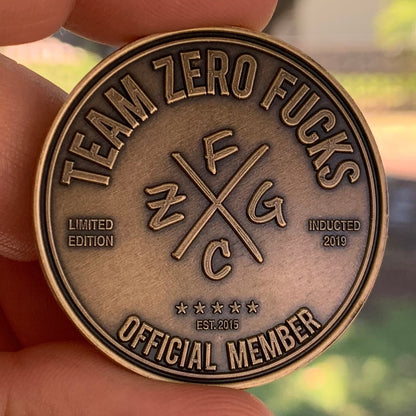 TEAM ZERO FUCKS
F
Z G
C
LIMITED
EDITION
INDUCTED
2019
EST. 2015
OFFICIAL MEMBER